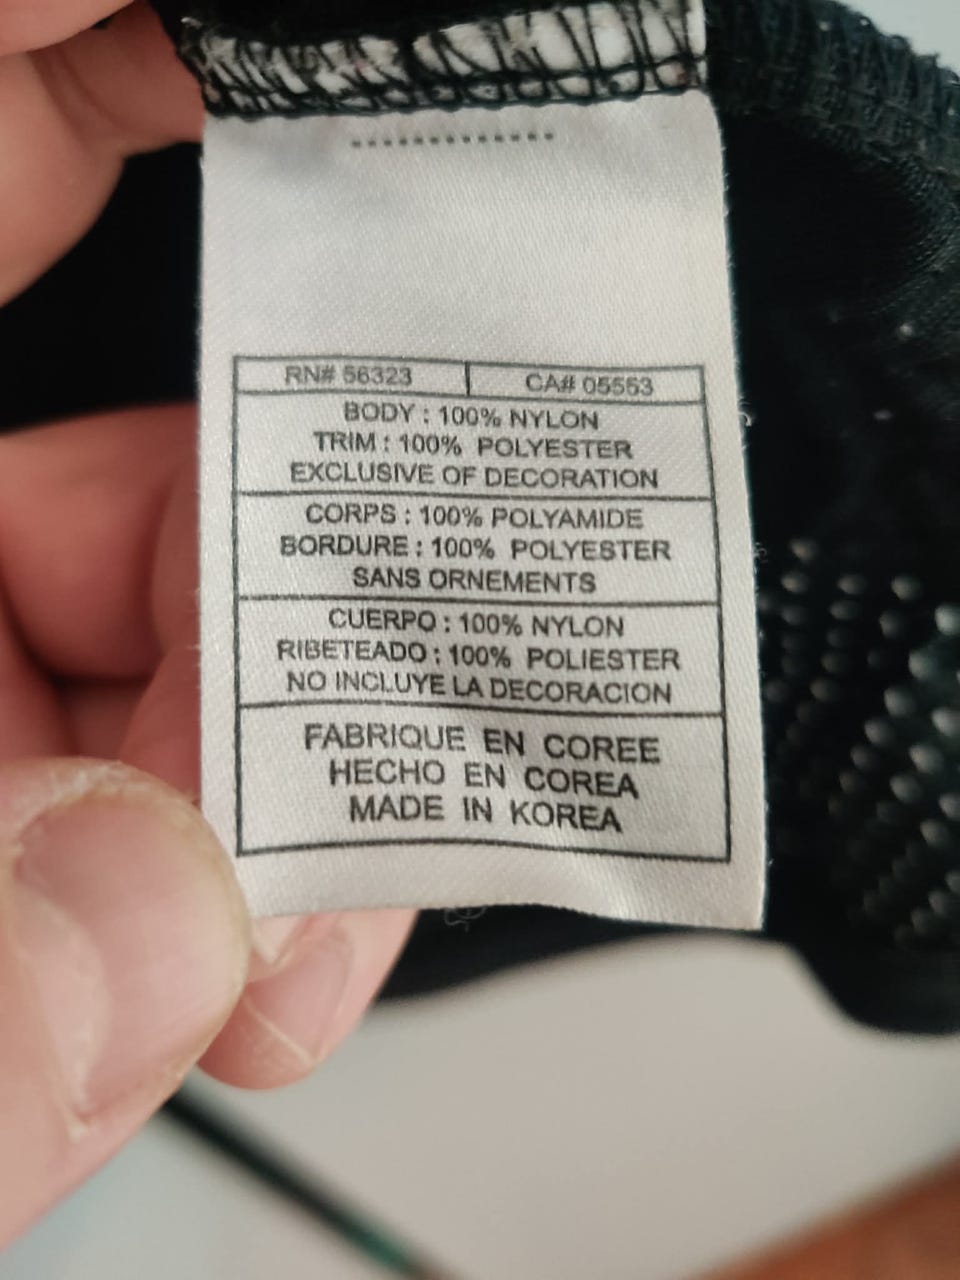 RN# 56323 CA# 05553
BODY : 100% NYLON
TRIM : 100% POLYESTER
EXCLUSIVE OF DECORATION
CORPS : 100% POLYAMIDE
BORDURE : 100% POLYESTER
SANS ORNEMENTS
CUERPO : 100% NYLON
RIBETEADO : 100% POLIESTER
NO INCLUYE LA DECORACION
FABRIQUE EN COREE
HECHO EN COREA
MADE IN KOREA